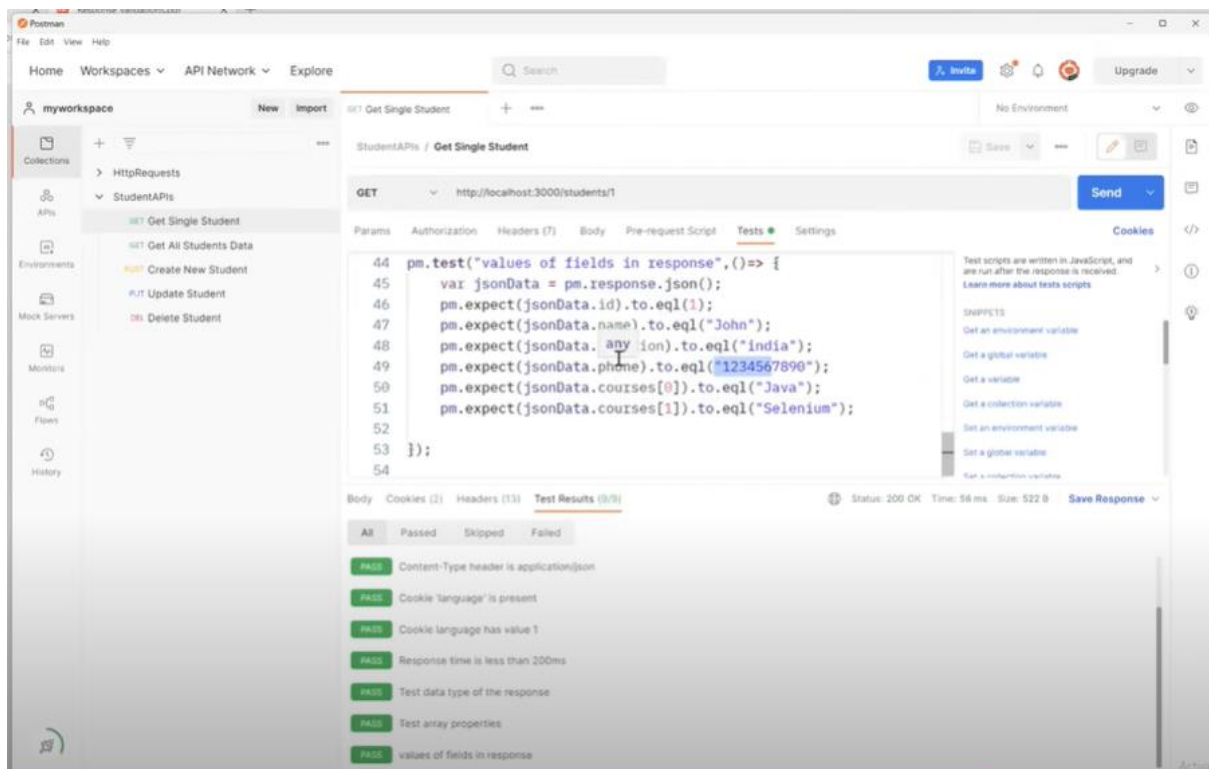 Response Validations.pdf
Postman
File Edit View Help
Home Workspaces API Network Explore
Search
Invite
Upgrade
myworkspace
New Import
GET Get Single Student
No Environment
Collections
APIs
Environments
Mock Servers
Monitors
Flows
History
HttpRequests
StudentAPIs
GET Get Single Student
GET Get All Students Data
POST Create New Student
PUT Update Student
DEL Delete Student
StudentAPIs / Get Single Student
Save
GET http://localhost:3000/students/1
Send
Params Authorization Headers (7) Body Pre-request Script Tests Settings
Cookies
44 pm.test("values of fields in response",()=> {
45 var jsonData = pm.response.json();
46 pm.expect(jsonData.id).to.eql(1);
47 pm.expect(jsonData.name).to.eql("John");
48 pm.expect(jsonData. any ion).to.eql("india");
49 pm.expect(jsonData.phone).to.eql("1234567890");
50 pm.expect(jsonData.courses[0]).to.eql("Java");
51 pm.expect(jsonData.courses[1]).to.eql("Selenium");
52
53 });
54
Test scripts are written in JavaScript, and
are run after the response is received.
Learn more about tests scripts
SNIPPETS
Get an environment variable
Get a global variable
Get a variable
Get a collection variable
Set an environment variable
Set a global variable
Set a collection variable
Body Cookies (2) Headers (13) Test Results (9/9)
Status: 200 OK Time: 56 ms Size: 522 B Save Response
All Passed Skipped Failed
PASS Content-Type header is application/json
PASS Cookie 'language' is present
PASS Cookie language has value 1
PASS Response time is less than 200ms
PASS Test data type of the response
PASS Test array properties
PASS values of fields in response